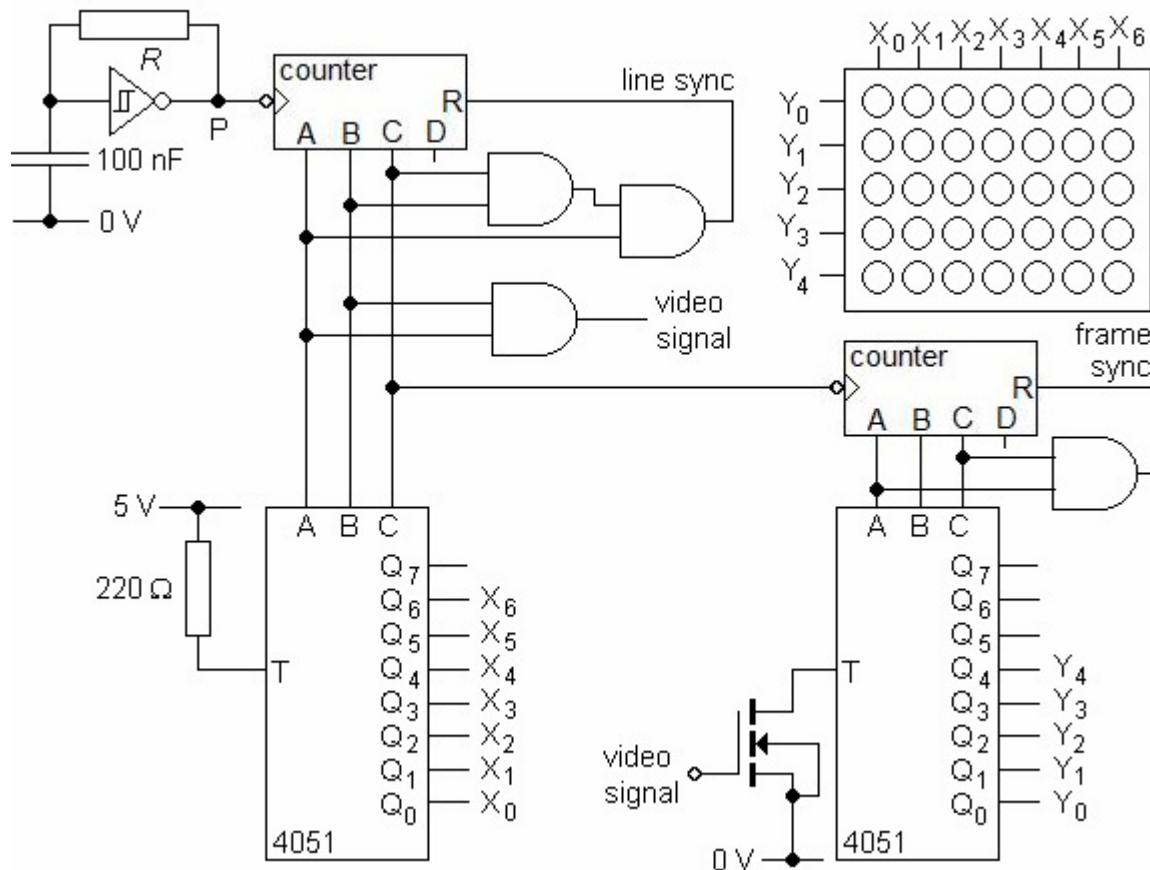 R
P
100 nF
0 V
counter
R
A B C D
line sync
video
signal
X₀ X₁ X₂ X₃ X₄ X₅ X₆
Y₀
Y₁
Y₂
Y₃
Y₄
frame
sync
counter
R
A B C D
5 V
220 Ω
A B C
T
Q₇
Q₆ X₆
Q₅ X₅
Q₄ X₄
Q₃ X₃
Q₂ X₂
Q₁ X₁
Q₀ X₀
4051
video
signal
0 V
A B C
T
Q₇
Q₆
Q₅
Q₄ Y₄
Q₃ Y₃
Q₂ Y₂
Q₁ Y₁
Q₀ Y₀
4051